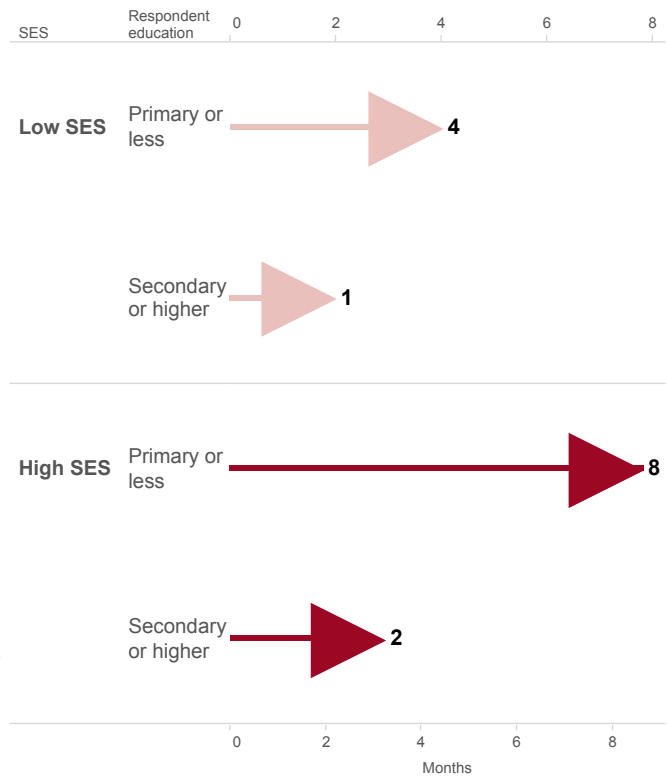 SES
Respondent
education
0 2 4 6 8
Low SES
Primary or
less
4
Secondary
or higher
1
High SES
Primary or
less
8
Secondary
or higher
2
0 2 4 6 8
Months